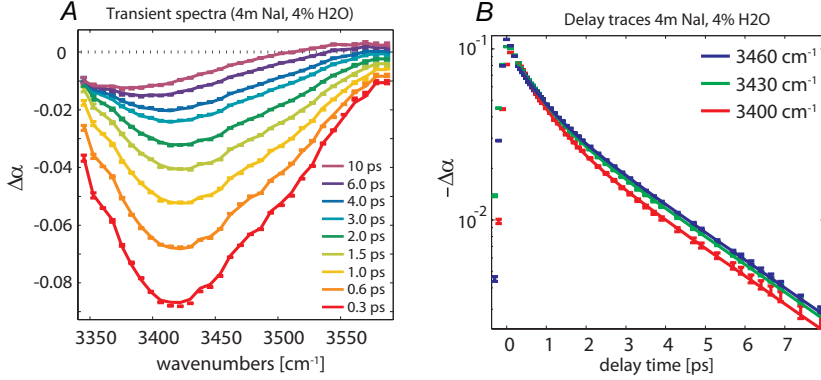 A
Transient spectra (4m NaI, 4% H2O)
0
-0.02
-0.04
-0.06
-0.08
Δα
10 ps
6.0 ps
4.0 ps
3.0 ps
2.0 ps
1.5 ps
1.0 ps
0.6 ps
0.3 ps
3350 3400 3450 3500 3550
wavenumbers [cm⁻¹]
B
Delay traces 4m NaI, 4% H2O
10⁻¹
10⁻²
−Δα
3460 cm⁻¹
3430 cm⁻¹
3400 cm⁻¹
0 1 2 3 4 5 6 7
delay time [ps]